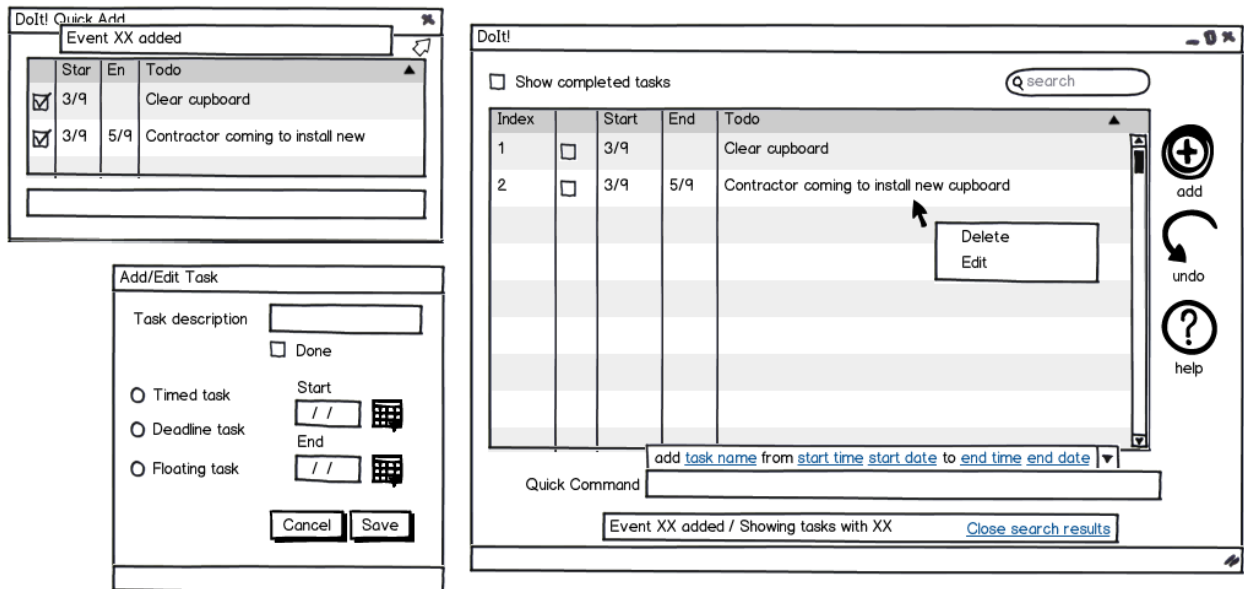 DoIt! Quick Add
Event XX added
Star En Todo
3/9 Clear cupboard
3/9 5/9 Contractor coming to install new
Add/Edit Task
Task description
Done
Timed task
Deadline task
Floating task
Start
/ /
End
/ /
Cancel Save
DoIt!
Show completed tasks
search
Index Start End Todo
1 3/9 Clear cupboard
2 3/9 5/9 Contractor coming to install new cupboard
Delete
Edit
add
undo
?
help
add task name from start time start date to end time end date
Quick Command
Event XX added / Showing tasks with XX Close search results